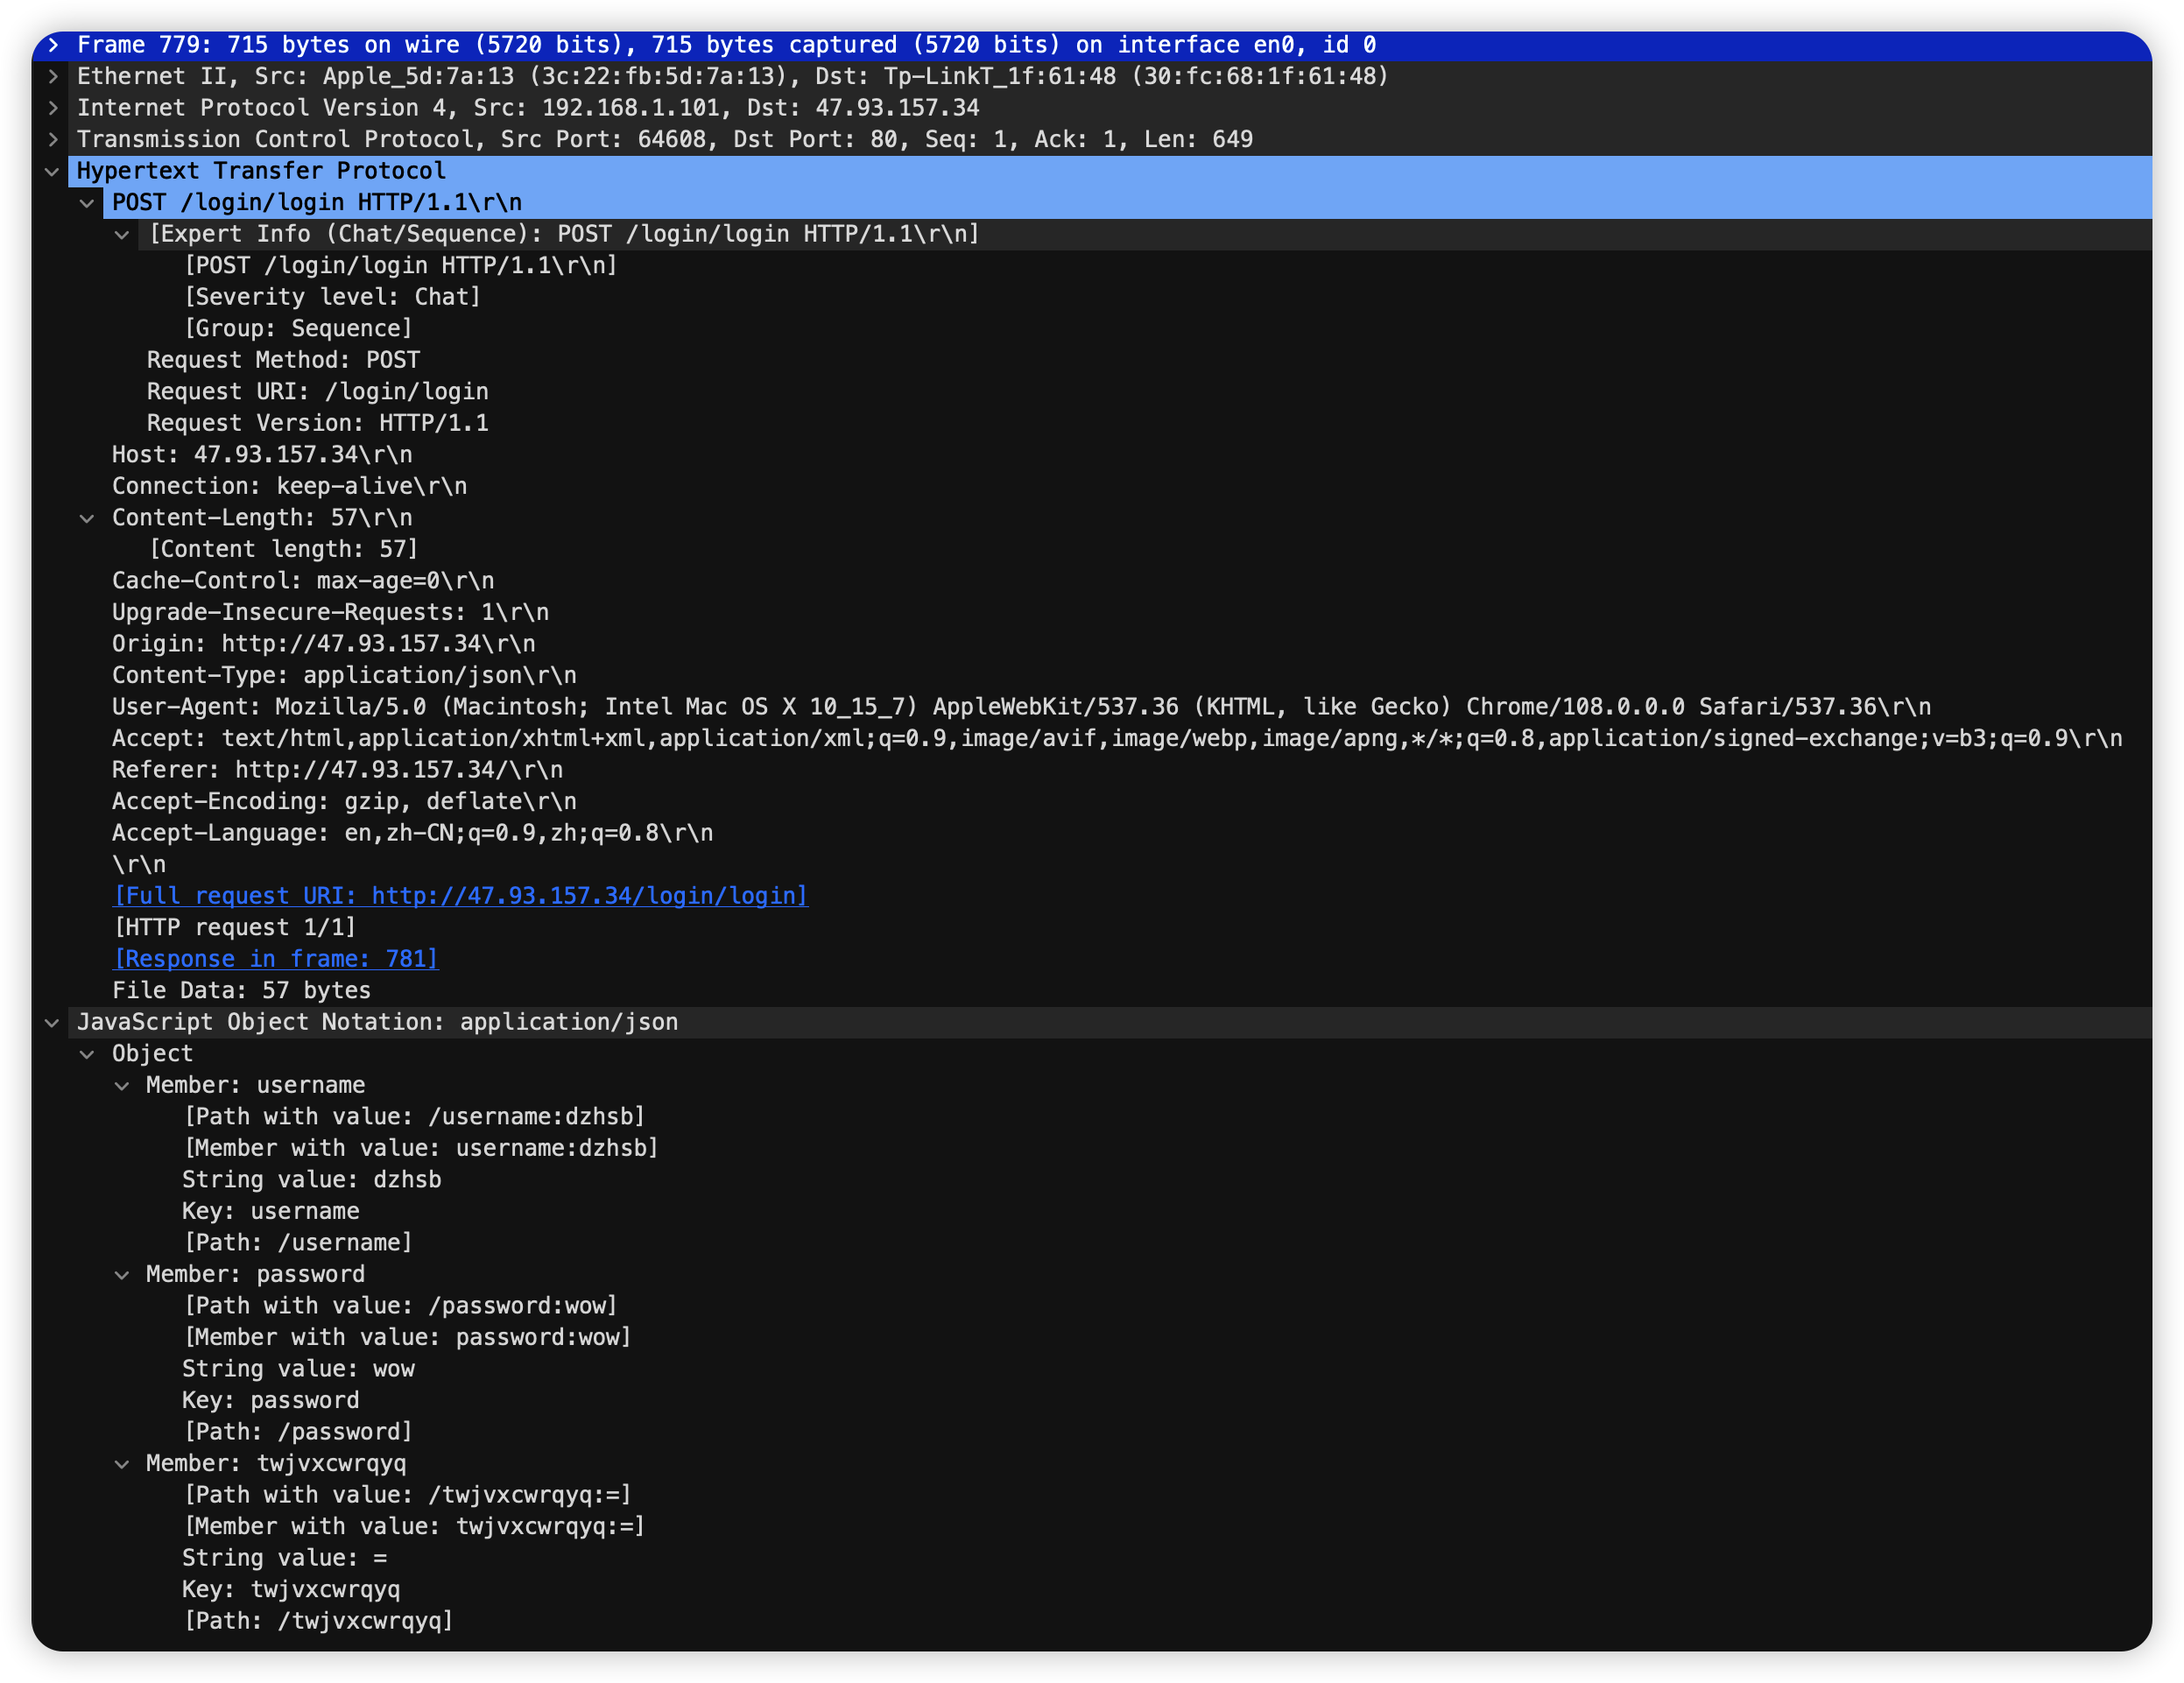 Frame 779: 715 bytes on wire (5720 bits), 715 bytes captured (5720 bits) on interface en0, id 0
Ethernet II, Src: Apple_5d:7a:13 (3c:22:fb:5d:7a:13), Dst: Tp-LinkT_1f:61:48 (30:fc:68:1f:61:48)
Internet Protocol Version 4, Src: 192.168.1.101, Dst: 47.93.157.34
Transmission Control Protocol, Src Port: 64608, Dst Port: 80, Seq: 1, Ack: 1, Len: 649
Hypertext Transfer Protocol
POST /login/login HTTP/1.1\r\n
[Expert Info (Chat/Sequence): POST /login/login HTTP/1.1\r\n]
[POST /login/login HTTP/1.1\r\n]
[Severity level: Chat]
[Group: Sequence]
Request Method: POST
Request URI: /login/login
Request Version: HTTP/1.1
Host: 47.93.157.34\r\n
Connection: keep-alive\r\n
Content-Length: 57\r\n
[Content length: 57]
Cache-Control: max-age=0\r\n
Upgrade-Insecure-Requests: 1\r\n
Origin: http://47.93.157.34\r\n
Content-Type: application/json\r\n
User-Agent: Mozilla/5.0 (Macintosh; Intel Mac OS X 10_15_7) AppleWebKit/537.36 (KHTML, like Gecko) Chrome/108.0.0.0 Safari/537.36\r\n
Accept: text/html,application/xhtml+xml,application/xml;q=0.9,image/avif,image/webp,image/apng,*/*;q=0.8,application/signed-exchange;v=b3;q=0.9\r\n
Referer: http://47.93.157.34/\r\n
Accept-Encoding: gzip, deflate\r\n
Accept-Language: en,zh-CN;q=0.9,zh;q=0.8\r\n
\r\n
[Full request URI: http://47.93.157.34/login/login]
[HTTP request 1/1]
[Response in frame: 781]
File Data: 57 bytes
JavaScript Object Notation: application/json
Object
Member: username
[Path with value: /username:dzhsb]
[Member with value: username:dzhsb]
String value: dzhsb
Key: username
[Path: /username]
Member: password
[Path with value: /password:wow]
[Member with value: password:wow]
String value: wow
Key: password
[Path: /password]
Member: twjvxcwrqyq
[Path with value: /twjvxcwrqyq:=]
[Member with value: twjvxcwrqyq:=]
String value: =
Key: twjvxcwrqyq
[Path: /twjvxcwrqyq]